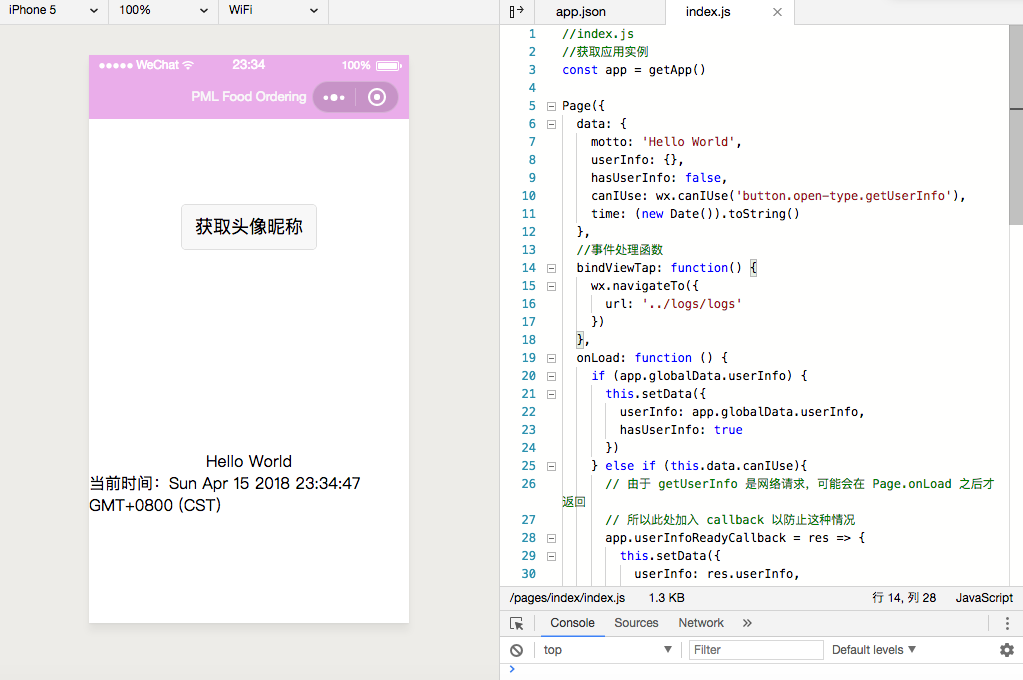 iPhone 5 100% WiFi
WeChat 23:34 100%
PML Food Ordering
获取头像昵称
Hello World
当前时间：Sun Apr 15 2018 23:34:47
GMT+0800 (CST)
app.json index.js
1 //index.js
2 //获取应用实例
3 const app = getApp()
4
5 Page({
6 data: {
7 motto: 'Hello World',
8 userInfo: {},
9 hasUserInfo: false,
10 canIUse: wx.canIUse('button.open-type.getUserInfo'),
11 time: (new Date()).toString()
12 },
13 //事件处理函数
14 bindViewTap: function() {
15 wx.navigateTo({
16 url: '../logs/logs'
17 })
18 },
19 onLoad: function () {
20 if (app.globalData.userInfo) {
21 this.setData({
22 userInfo: app.globalData.userInfo,
23 hasUserInfo: true
24 })
25 } else if (this.data.canIUse){
26 // 由于 getUserInfo 是网络请求，可能会在 Page.onLoad 之后才
返回
27 // 所以此处加入 callback 以防止这种情况
28 app.userInfoReadyCallback = res => {
29 this.setData({
30 userInfo: res.userInfo,
/pages/index/index.js 1.3 KB 行 14, 列 28 JavaScript
Console Sources Network »
top Filter Default levels